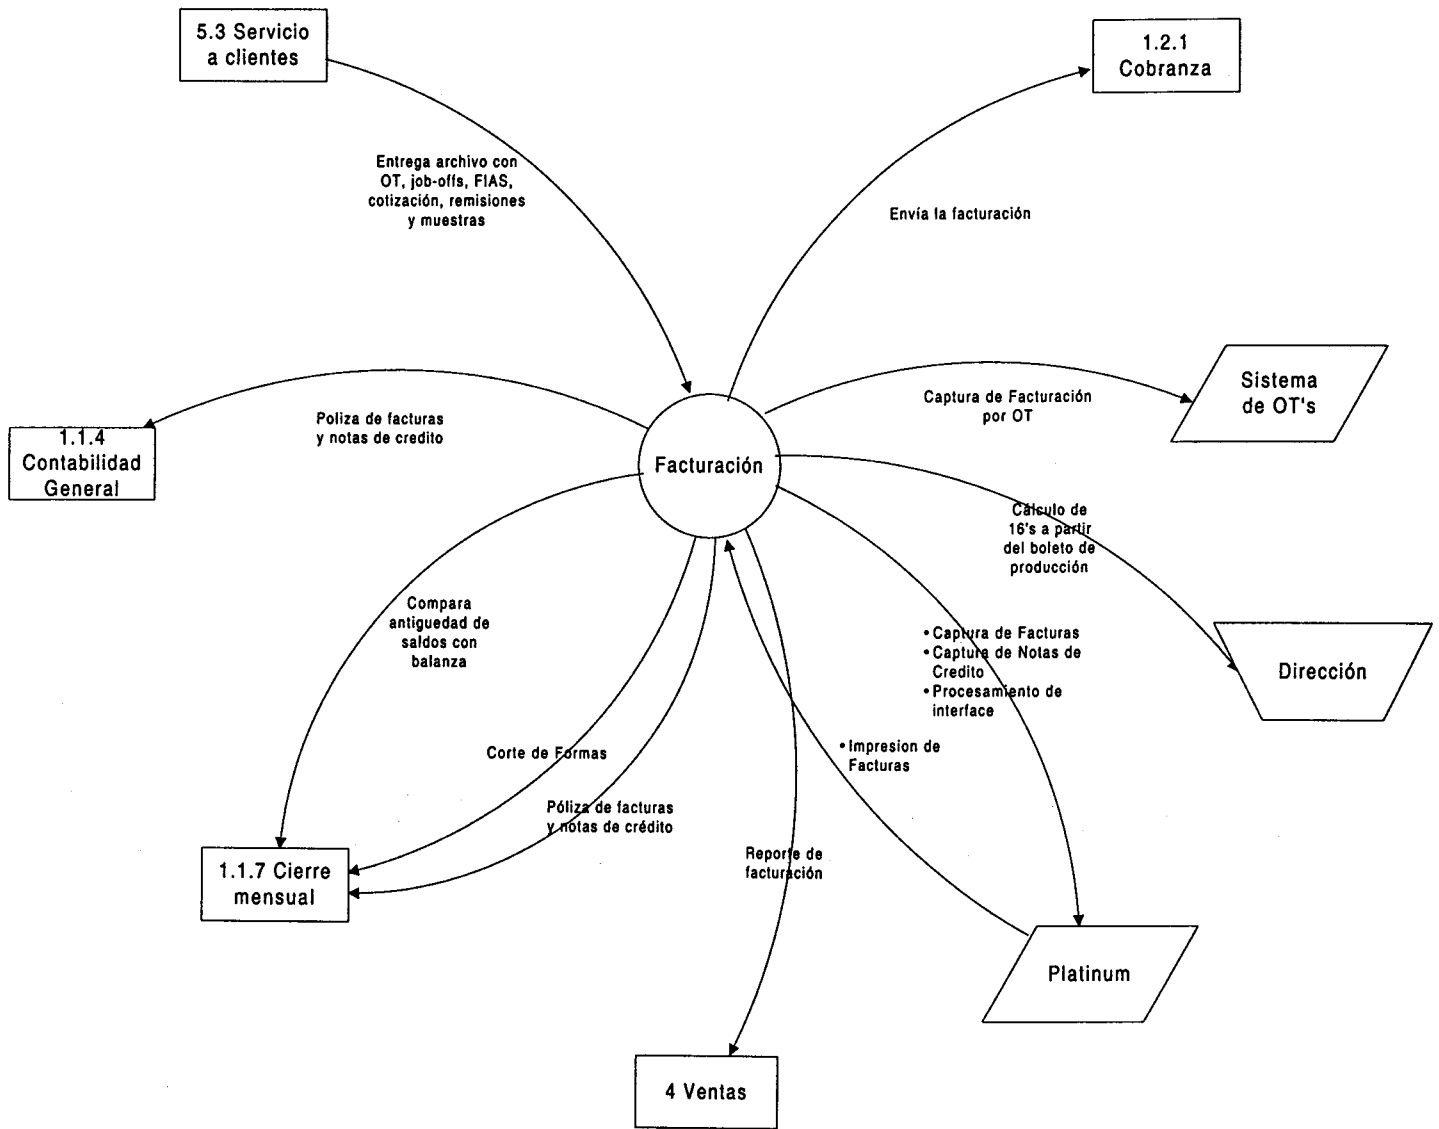 5.3 Servicio
a clientes
1.2.1
Cobranza
Entrega archivo con
OT, job-offs, FIAS,
cotización, remisiones
y muestras
Envía la facturación
Sistema
de OT's
Captura de Facturación
por OT
Poliza de facturas
y notas de credito
1.1.4
Contabilidad
General
Facturación
Cálculo de
16's a partir
del boleto de
producción
Compara
antiguedad de
saldos con
balanza
• Captura de Facturas
• Captura de Notas de
Credito
• Procesamiento de
interface
Dirección
Corte de Formas
• Impresion de
Facturas
Póliza de facturas
y notas de crédito
Reporte de
facturación
1.1.7 Cierre
mensual
Platinum
4 Ventas